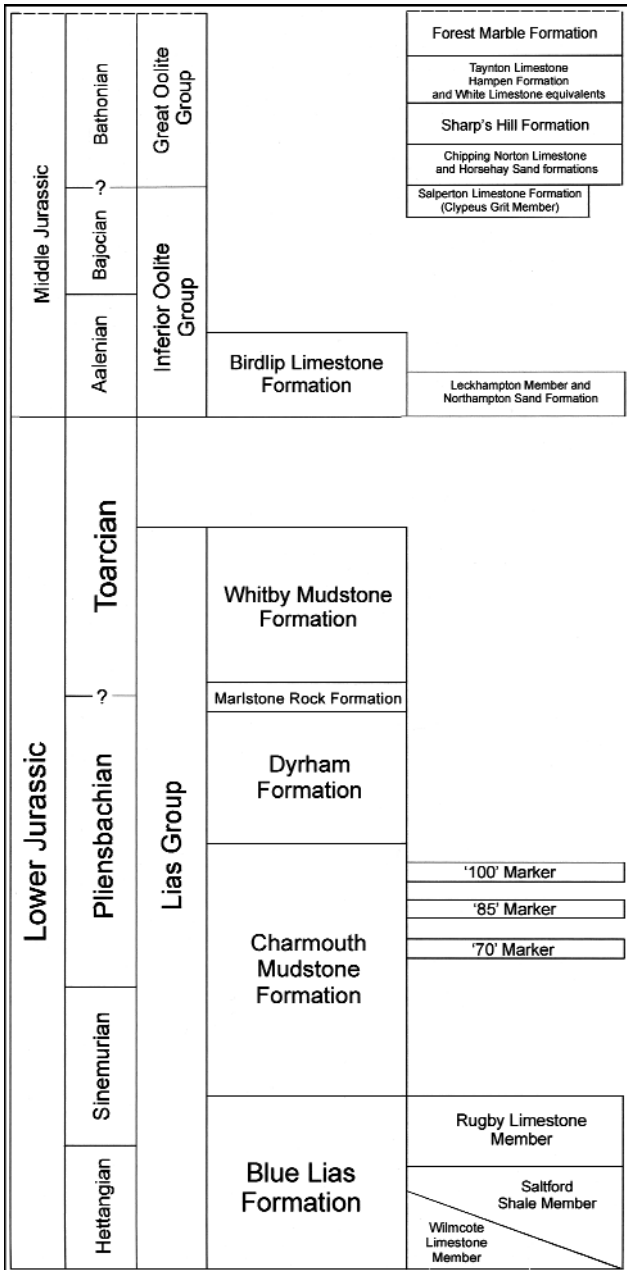 Middle Jurassic
Bathonian
?
Bajocian
Aalenian
Great Oolite
Group
Inferior Oolite
Group
Birdlip Limestone
Formation
Forest Marble Formation
Taynton Limestone
Hampen Formation
and White Limestone equivalents
Sharp's Hill Formation
Chipping Norton Limestone
and Horsehay Sand formations
Salperton Limestone Formation
(Clypeus Grit Member)
Leckhampton Member and
Northampton Sand Formation
Lower Jurassic
Toarcian
?
Pliensbachian
Sinemurian
Hettangian
Lias Group
Whitby Mudstone
Formation
Marlstone Rock Formation
Dyrham
Formation
Charmouth
Mudstone
Formation
Blue Lias
Formation
'100' Marker
'85' Marker
'70' Marker
Rugby Limestone
Member
Saltford
Shale Member
Wilmcote
Limestone
Member